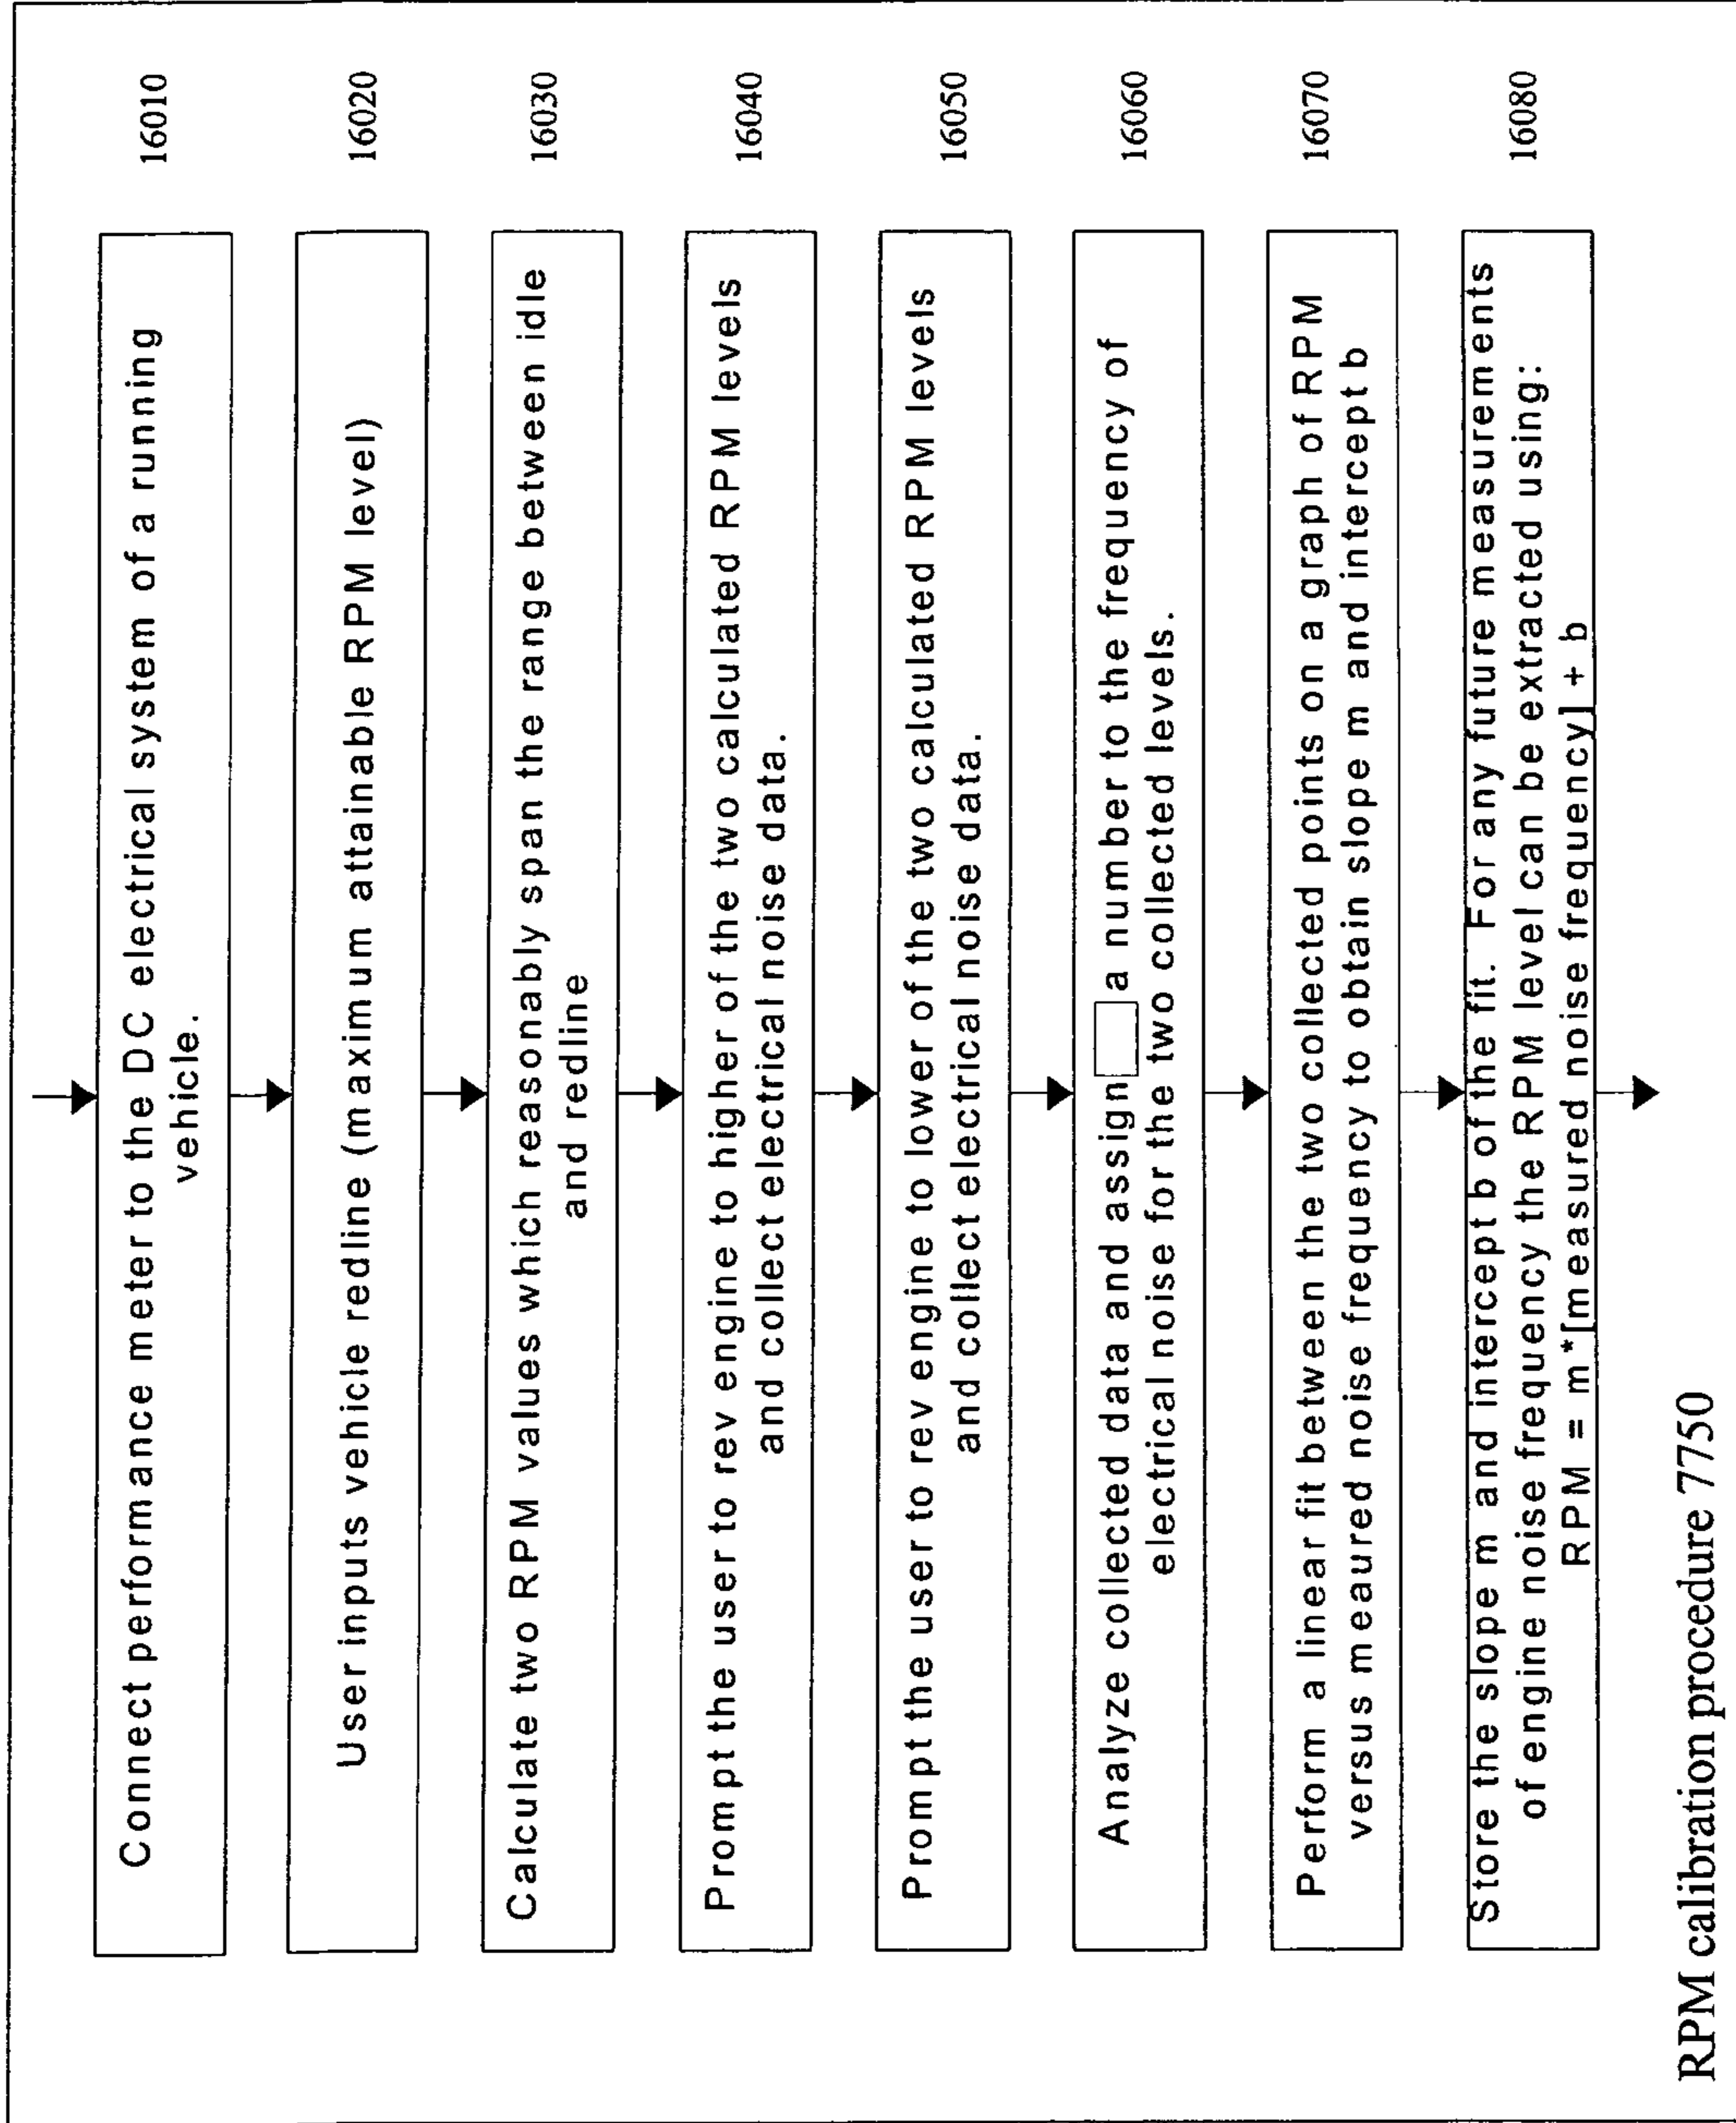 16010
Connect performance meter to the DC electrical system of a running
vehicle.
16020
User inputs vehicle redline (maximum attainable RPM level)
16030
Calculate two RPM values which reasonably span the range between idle
and redline
16040
Prompt the user to rev engine to higher of the two calculated RPM levels
and collect electrical noise data.
16050
Prompt the user to rev engine to lower of the two calculated RPM levels
and collect electrical noise data.
16060
Analyze collected data and assign a number to the frequency of
electrical noise for the two collected levels.
16070
Perform a linear fit between the two collected points on a graph of RPM
versus meaured noise frequency to obtain slope m and intercept b
16080
Store the slope m and intercept b of the fit. For any future measurements
of engine noise frequency the RPM level can be extracted using:
RPM = m*[measured noise frequency] + b
RPM calibration procedure 7750